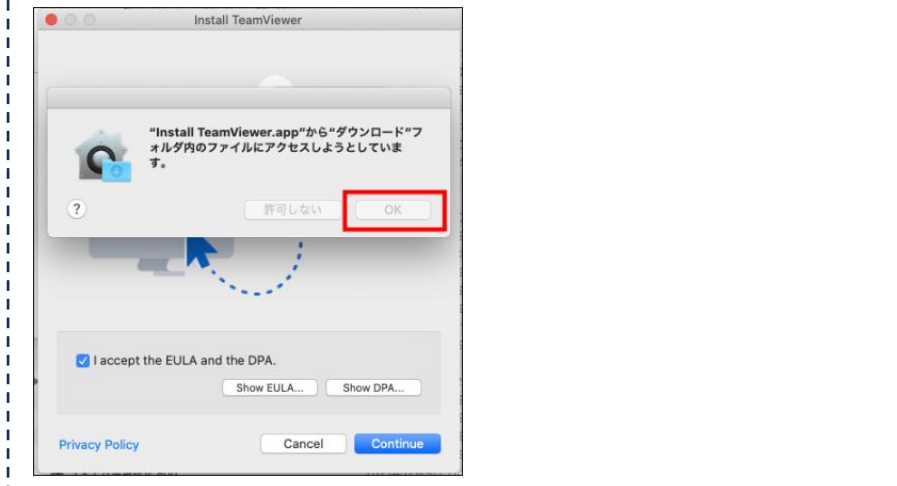 Install TeamViewer
“Install TeamViewer.app”から“ダウンロード”フ
ォルダ内のファイルにアクセスしようとしていま
す。
?
許可しない
OK
I accept the EULA and the DPA.
Show EULA...
Show DPA...
Privacy Policy
Cancel
Continue